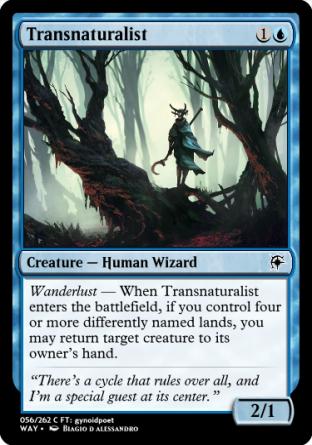 Transnaturalist 1
Creature — Human Wizard
Wanderlust — When Transnaturalist
enters the battlefield, if you control four
or more differently named lands, you
may return target creature to its
owner's hand.
“There's a cycle that rules over all, and
I'm a special guest at its center.”
2/1
056/262 C FT: gynoidpoet
WAY • BIAGIO D ALESSANDRO